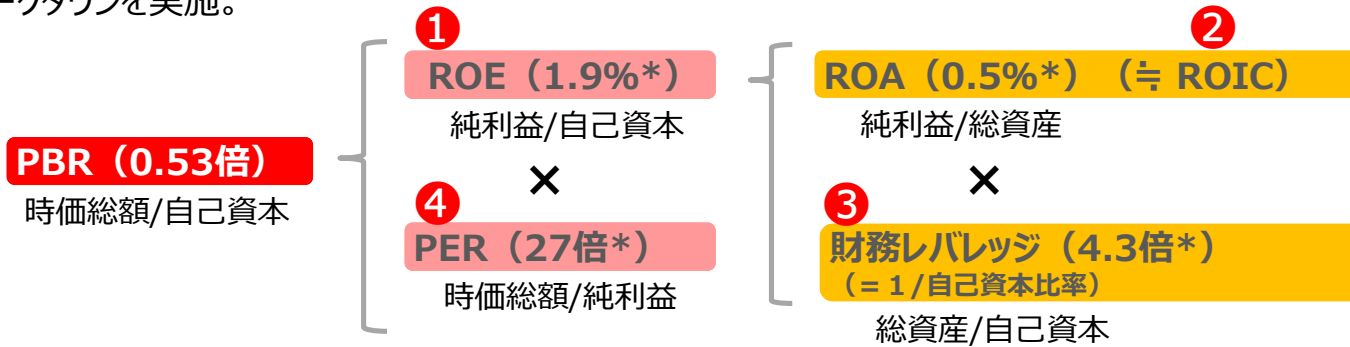 ークダウンを実施。
❶
ROE（1.9%*）
純利益/自己資本
❷
ROA（0.5%*）（≒ ROIC）
純利益/総資産
PBR（0.53倍）
時価総額/自己資本
×
×
❹
PER（27倍*）
時価総額/純利益
❸
財務レバレッジ（4.3倍*）
（=１/自己資本比率）
総資産/自己資本